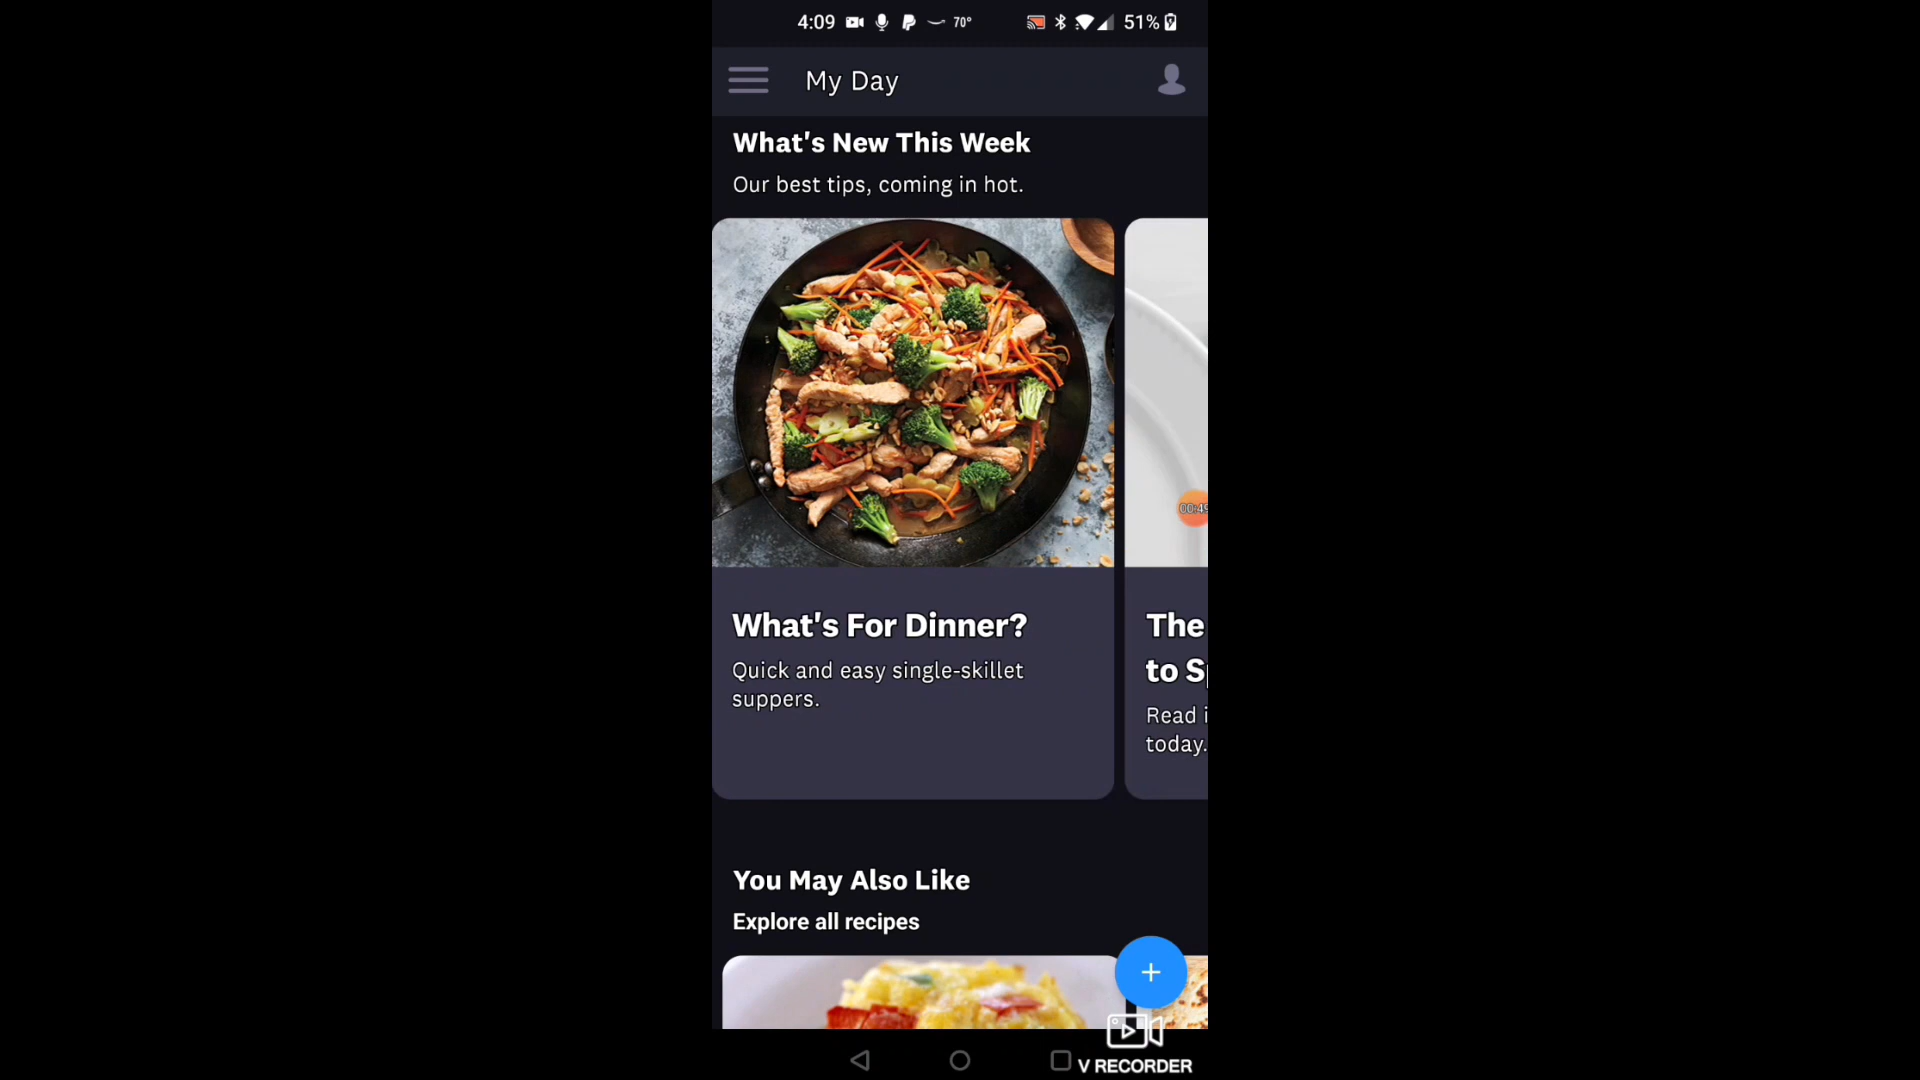 4:09 70° 51%
My Day
What's New This Week
Our best tips, coming in hot.
What's For Dinner?
Quick and easy single-skillet
suppers.
The
to S
Read i
today.
You May Also Like
Explore all recipes
+
V RECORDER